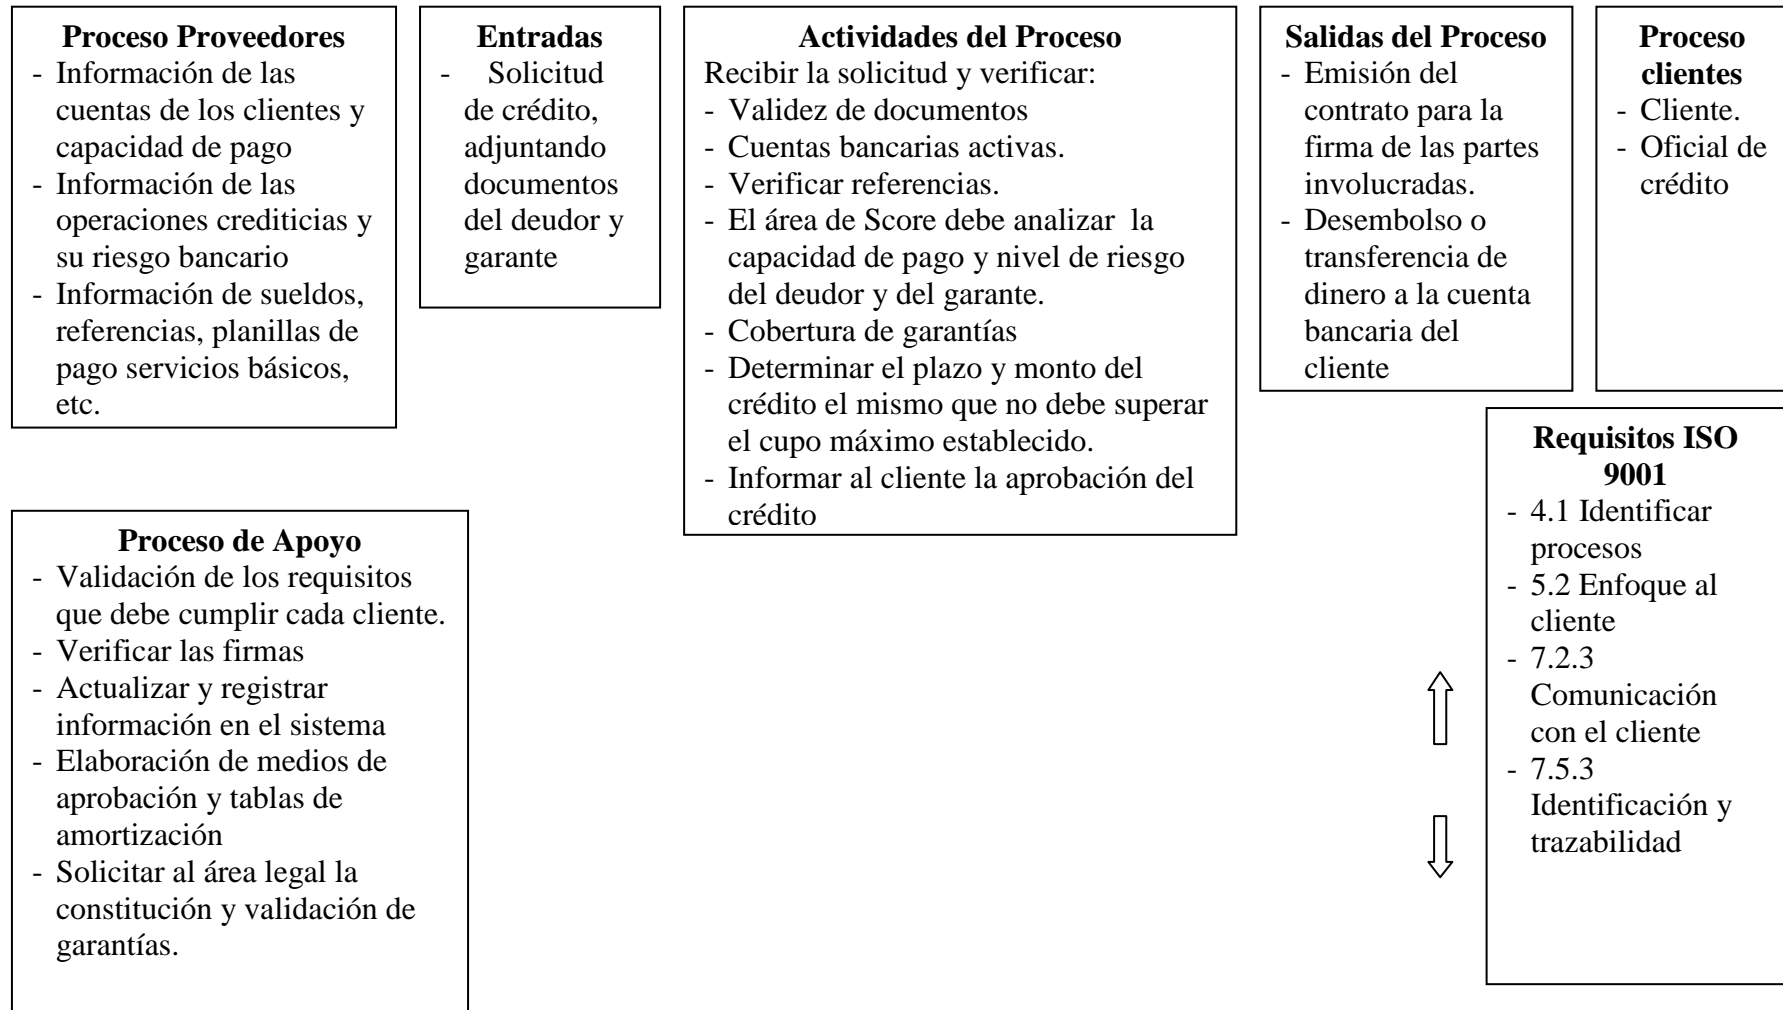 Proceso Proveedores
- Información de las
cuentas de los clientes y
capacidad de pago
- Información de las
operaciones crediticias y
su riesgo bancario
- Información de sueldos,
referencias, planillas de
pago servicios básicos,
etc.
Entradas
- Solicitud
de crédito,
adjuntando
documentos
del deudor y
garante
Actividades del Proceso
Recibir la solicitud y verificar:
- Validez de documentos
- Cuentas bancarias activas.
- Verificar referencias.
- El área de Score debe analizar la
capacidad de pago y nivel de riesgo
del deudor y del garante.
- Cobertura de garantías
- Determinar el plazo y monto del
crédito el mismo que no debe superar
el cupo máximo establecido.
- Informar al cliente la aprobación del
crédito
Salidas del Proceso
- Emisión del
contrato para la
firma de las partes
involucradas.
- Desembolso o
transferencia de
dinero a la cuenta
bancaria del
cliente
Proceso
clientes
- Cliente.
- Oficial de
crédito
Proceso de Apoyo
- Validación de los requisitos
que debe cumplir cada cliente.
- Verificar las firmas
- Actualizar y registrar
información en el sistema
- Elaboración de medios de
aprobación y tablas de
amortización
- Solicitar al área legal la
constitución y validación de
garantías.
Requisitos ISO
9001
- 4.1 Identificar
procesos
- 5.2 Enfoque al
cliente
- 7.2.3
Comunicación
con el cliente
- 7.5.3
Identificación y
trazabilidad